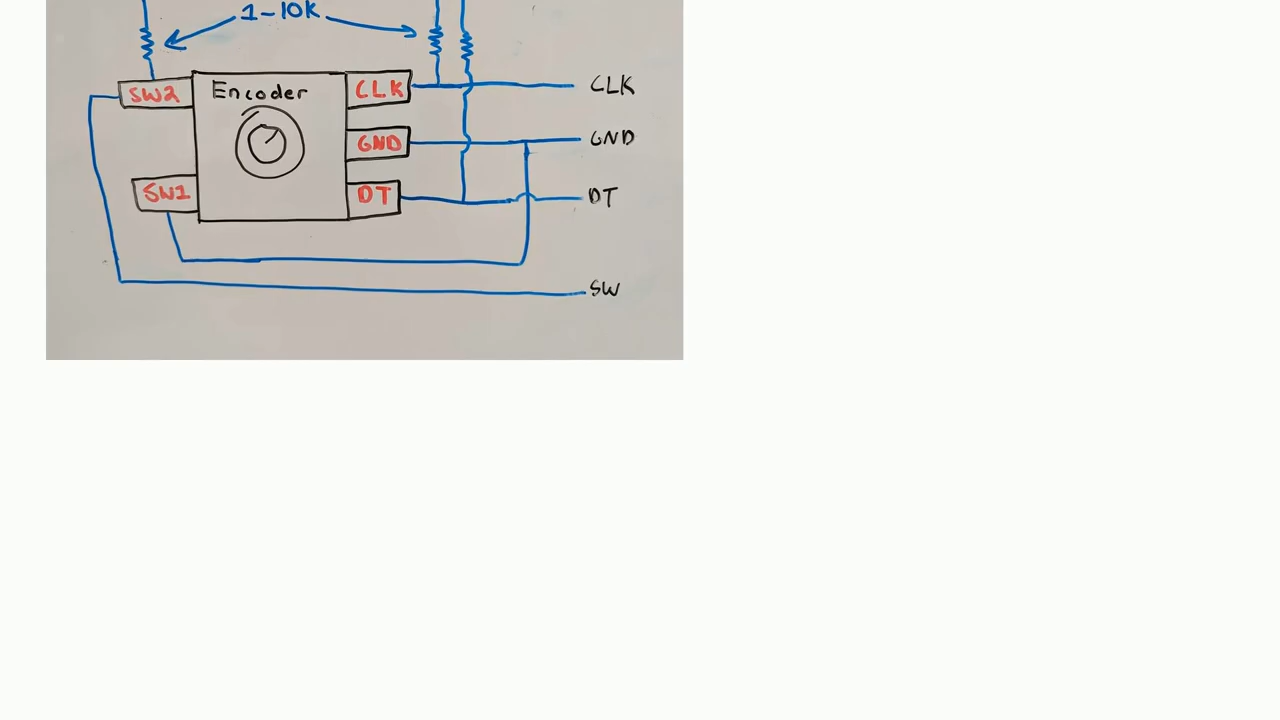 1-10K
SW2 Encoder CLK CLK
GND GND
SW1 DT DT
SW